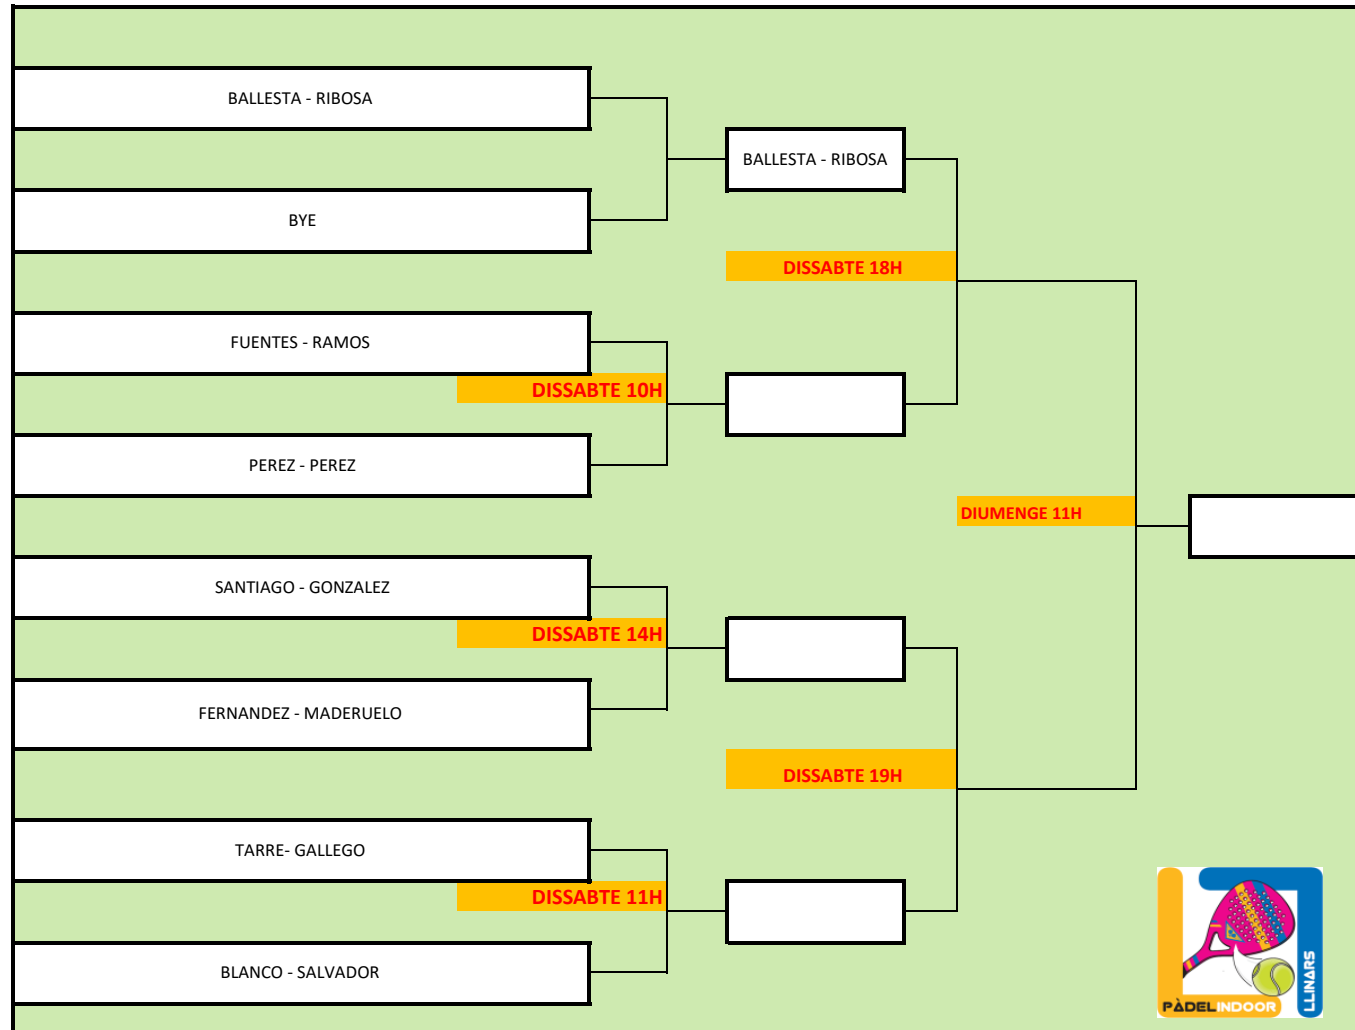 BALLESTA - RIBOSA
BALLESTA - RIBOSA
BYE
DISSABTE 18H
FUENTES - RAMOS
DISSABTE 10H
PEREZ - PEREZ
DIUMENGE 11H
SANTIAGO - GONZALEZ
DISSABTE 14H
FERNANDEZ - MADERUELO
DISSABTE 19H
TARRE- GALLEGO
DISSABTE 11H
BLANCO - SALVADOR
PÀDELINDOOR
LLINARS